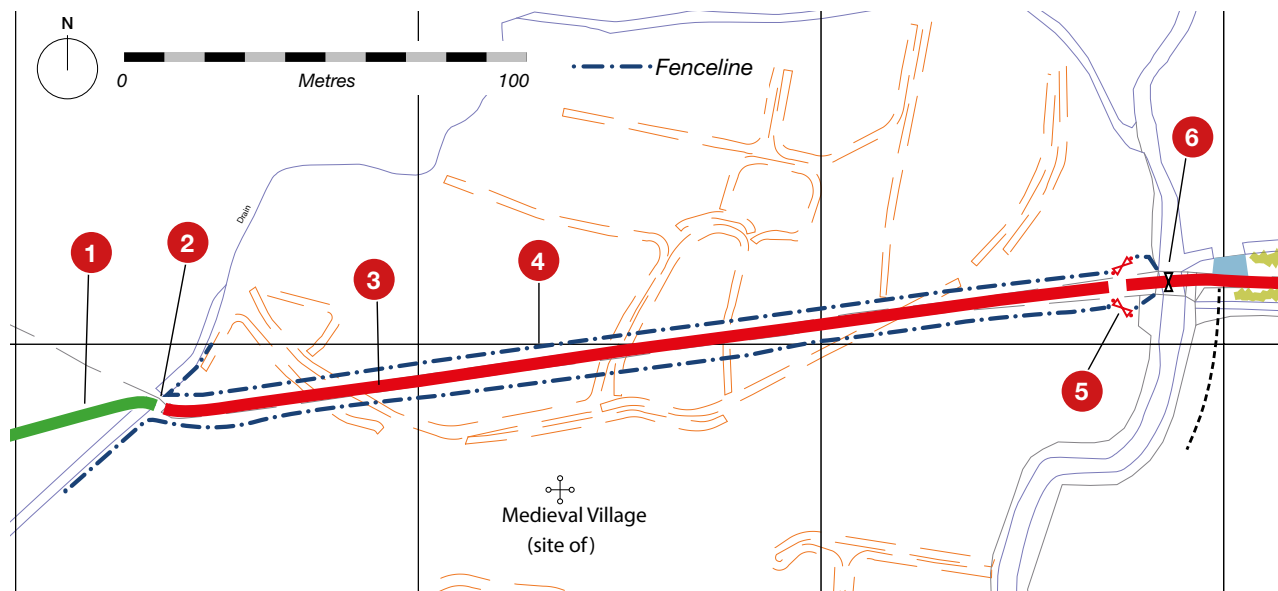 N
0 Metres 100
Fenceline
Drain
6
1
2
3
4
5
Medieval Village
(site of)